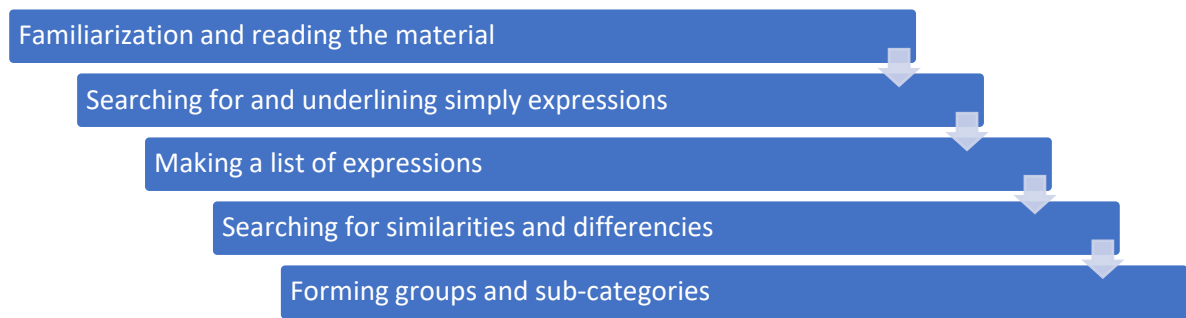 Familiarization and reading the material
Searching for and underlining simply expressions
Making a list of expressions
Searching for similarities and differencies
Forming groups and sub-categories